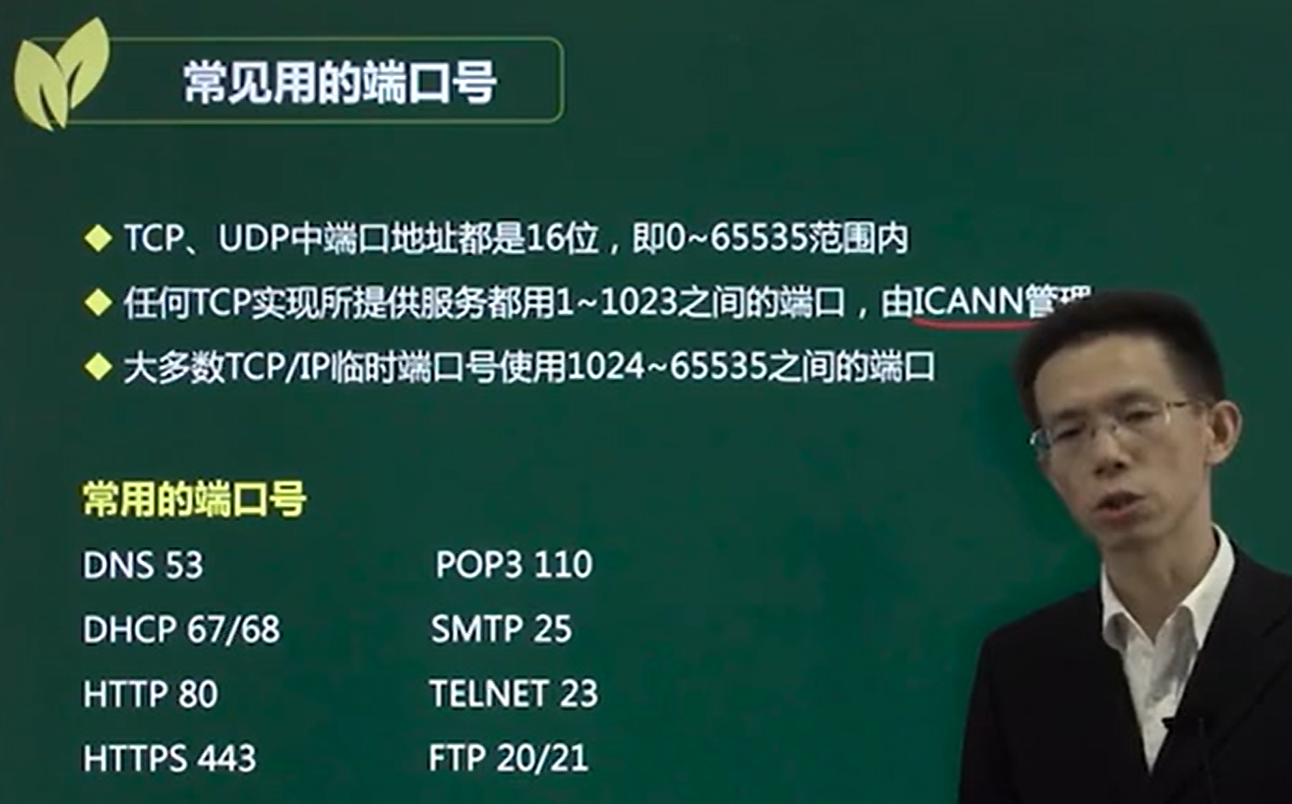 常见用的端口号
TCP、UDP中端口地址都是16位，即0~65535范围内
任何TCP实现所提供服务都用1~1023之间的端口，由ICANN管理
大多数TCP/IP临时端口号使用1024~65535之间的端口
常用的端口号
DNS 53
POP3 110
DHCP 67/68
SMTP 25
HTTP 80
TELNET 23
HTTPS 443
FTP 20/21